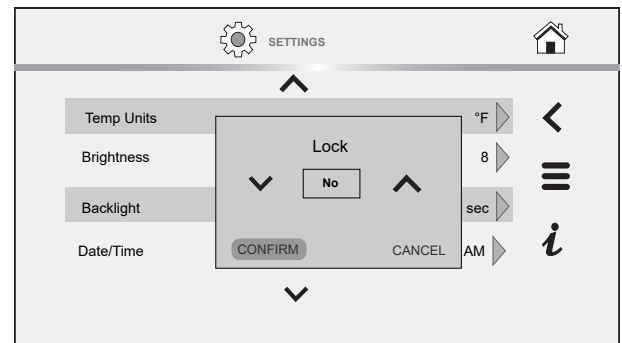 SETTINGS
Temp Units °F
Lock
Brightness 8
No
Backlight sec
CONFIRM CANCEL
Date/Time AM
i